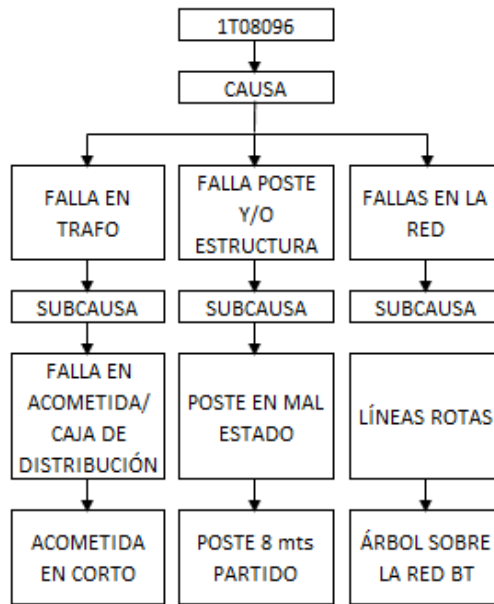 1T08096
CAUSA
FALLA EN
TRAFO
FALLA POSTE
Y/O
ESTRUCTURA
FALLAS EN LA
RED
SUBCAUSA
SUBCAUSA
SUBCAUSA
FALLA EN
ACOMETIDA/
CAJA DE
DISTRIBUCIÓN
POSTE EN MAL
ESTADO
LÍNEAS ROTAS
ACOMETIDA
EN CORTO
POSTE 8 mts
PARTIDO
ÁRBOL SOBRE
LA RED BT